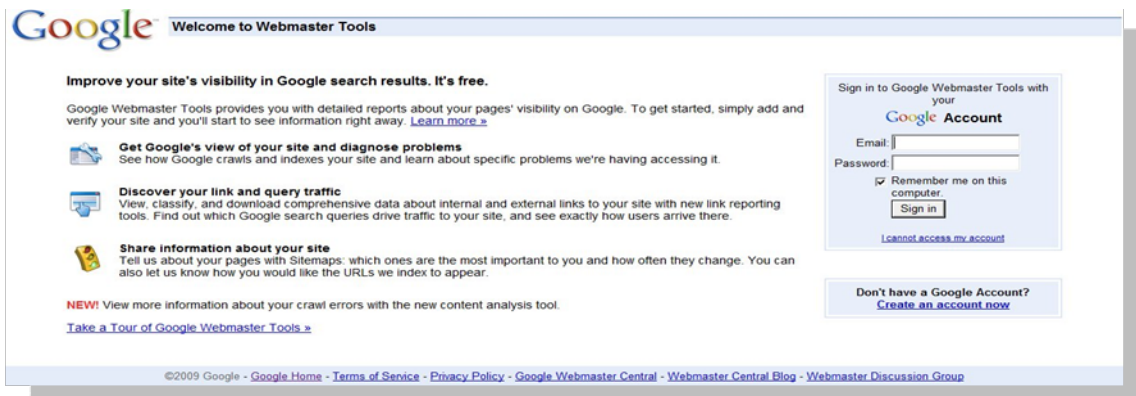 Google™ Welcome to Webmaster Tools
Improve your site's visibility in Google search results. It's free.
Google Webmaster Tools provides you with detailed reports about your pages' visibility on Google. To get started, simply add and
verify your site and you'll start to see information right away. Learn more »
Get Google's view of your site and diagnose problems
See how Google crawls and indexes your site and learn about specific problems we're having accessing it.
Discover your link and query traffic
View, classify, and download comprehensive data about internal and external links to your site with new link reporting
tools. Find out which Google search queries drive traffic to your site, and see exactly how users arrive there.
Share information about your site
Tell us about your pages with Sitemaps: which ones are the most important to you and how often they change. You can
also let us know how you would like the URLs we index to appear.
NEW! View more information about your crawl errors with the new content analysis tool.
Take a Tour of Google Webmaster Tools »
Sign in to Google Webmaster Tools with
your
Google Account
Email:
Password:
Remember me on this
computer.
Sign in
I cannot access my account
Don't have a Google Account?
Create an account now
©2009 Google - Google Home - Terms of Service - Privacy Policy - Google Webmaster Central - Webmaster Central Blog - Webmaster Discussion Group